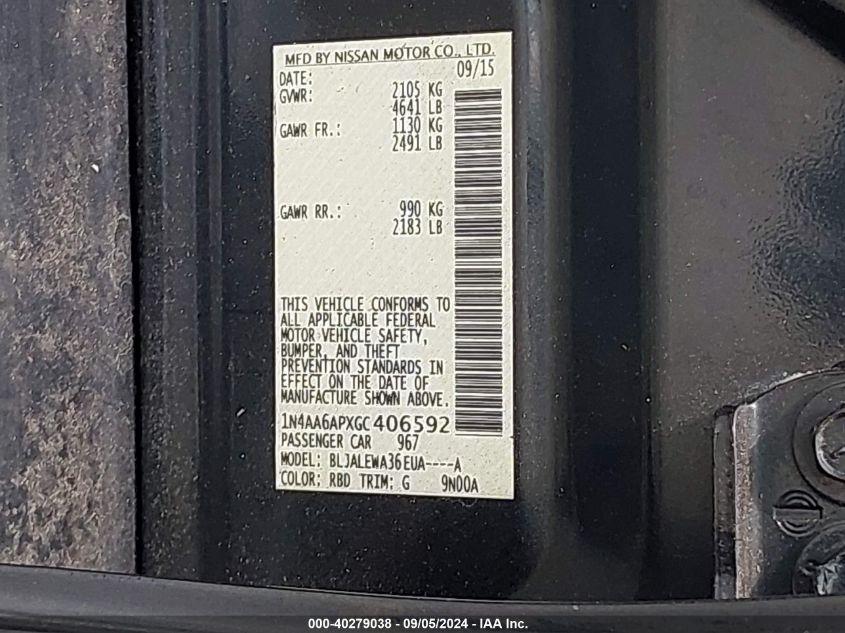 MFD BY NISSAN MOTOR CO., LTD.
DATE: 09/15
GVWR: 2105 KG
4641 LB
GAWR FR.: 1130 KG
2491 LB
GAWR RR.: 990 KG
2183 LB
THIS VEHICLE CONFORMS TO
ALL APPLICABLE FEDERAL
MOTOR VEHICLE SAFETY,
BUMPER, AND THEFT
PREVENTION STANDARDS IN
EFFECT ON THE DATE OF
MANUFACTURE SHOWN ABOVE.
1N4AA6APXGC406592
PASSENGER CAR 967
MODEL: BLJALEWA36EUA----A
COLOR: RBD TRIM: G 9N00A
000-40279038 - 09/05/2024 - IAA Inc.